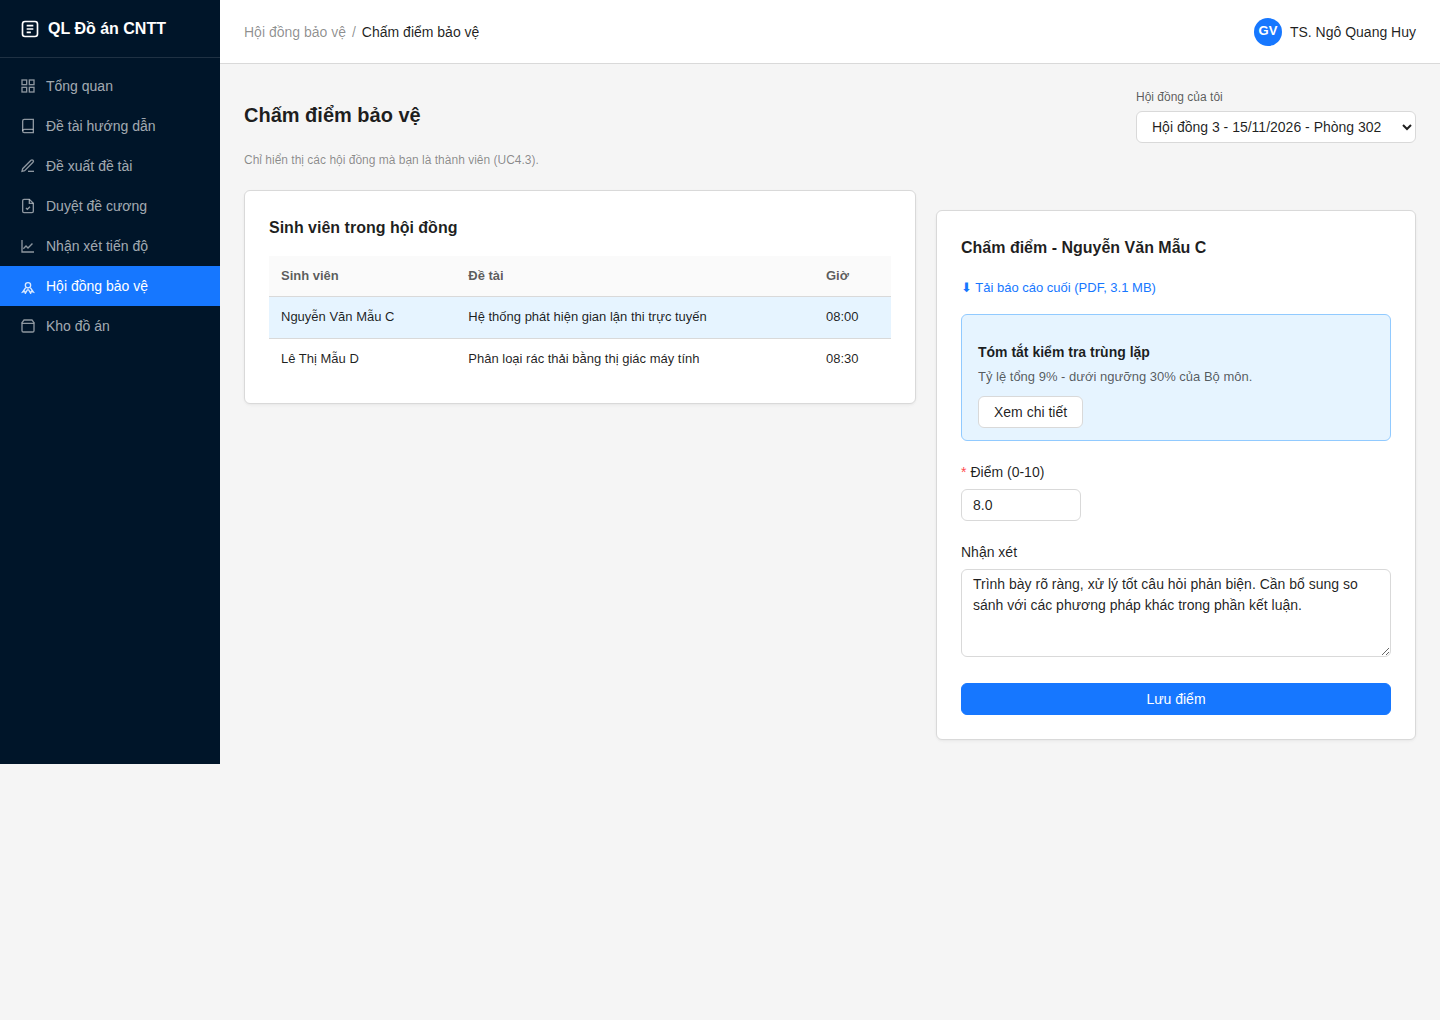 QL Đồ án CNTT
Tổng quan
Đề tài hướng dẫn
Đề xuất đề tài
Duyệt đề cương
Nhận xét tiến độ
Hội đồng bảo vệ
Kho đồ án
Hội đồng bảo vệ / Chấm điểm bảo vệ
GV TS. Ngô Quang Huy
Chấm điểm bảo vệ
Hội đồng của tôi
Hội đồng 3 - 15/11/2026 - Phòng 302
Chỉ hiển thị các hội đồng mà bạn là thành viên (UC4.3).
Sinh viên trong hội đồng
Sinh viên Đề tài Giờ
Nguyễn Văn Mẫu C Hệ thống phát hiện gian lận thi trực tuyến 08:00
Lê Thị Mẫu D Phân loại rác thải bằng thị giác máy tính 08:30
Chấm điểm - Nguyễn Văn Mẫu C
⬇ Tải báo cáo cuối (PDF, 3.1 MB)
Tóm tắt kiểm tra trùng lặp
Tỷ lệ tổng 9% - dưới ngưỡng 30% của Bộ môn.
Xem chi tiết
* Điểm (0-10)
8.0
Nhận xét
Trình bày rõ ràng, xử lý tốt câu hỏi phản biện. Cần bổ sung so
sánh với các phương pháp khác trong phần kết luận.
Lưu điểm